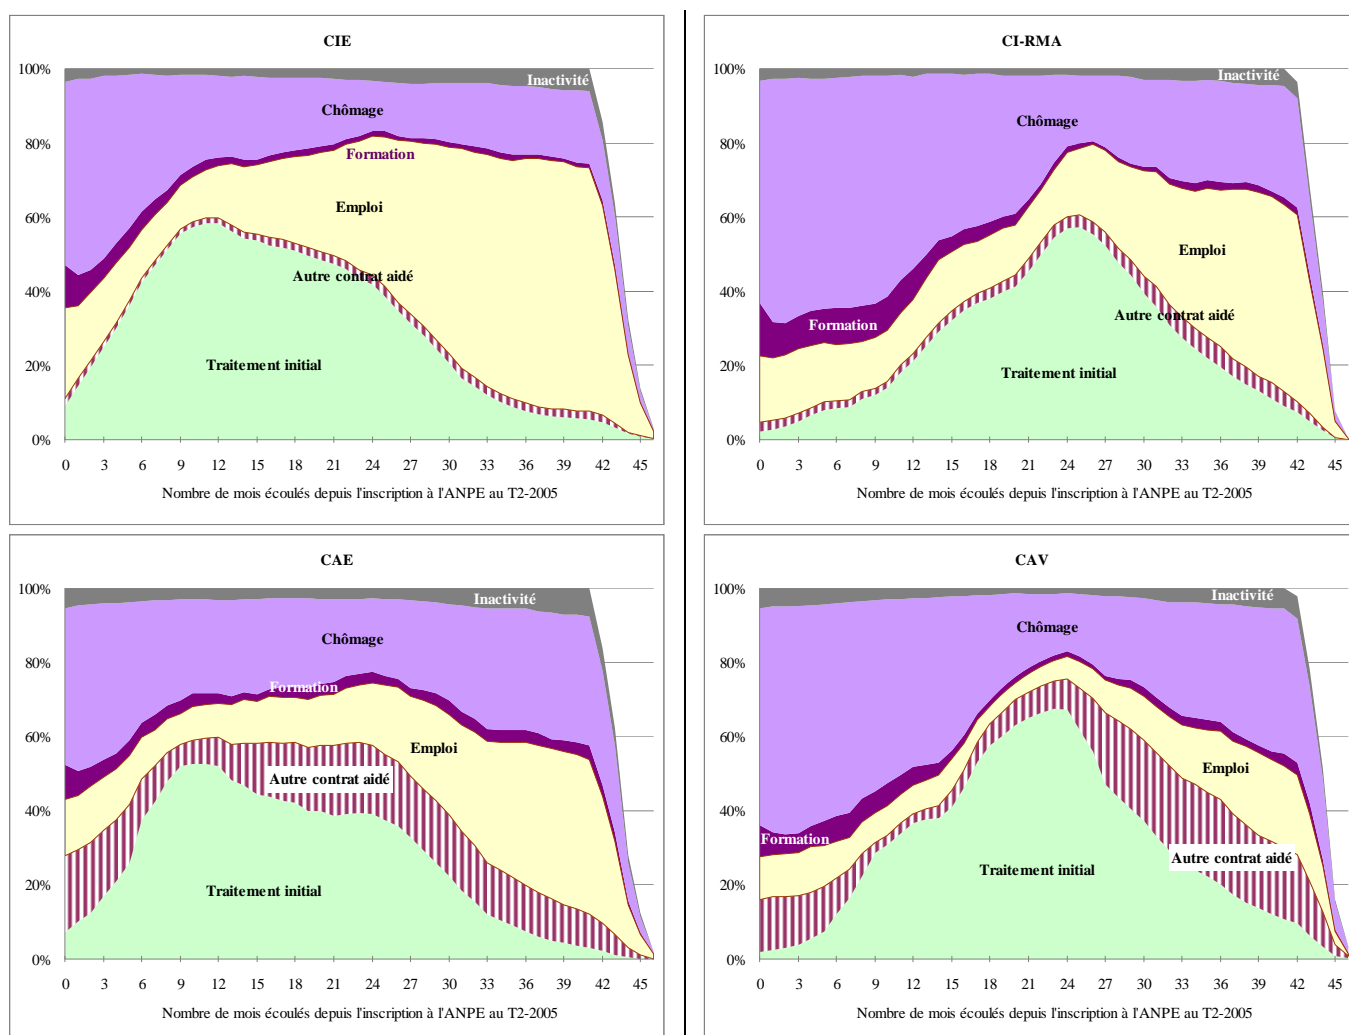 CIE
100%
80%
60%
40%
20%
0%
Inactivité
Chômage
Formation
Emploi
Autre contrat aidé
Traitement initial
0 3 6 9 12 15 18 21 24 27 30 33 36 39 42 45
Nombre de mois écoulés depuis l'inscription à l'ANPE au T2-2005
CI-RMA
100%
80%
60%
40%
20%
0%
Inactivité
Chômage
Emploi
Formation
Autre contrat aidé
Traitement initial
0 3 6 9 12 15 18 21 24 27 30 33 36 39 42 45
Nombre de mois écoulés depuis l'inscription à l'ANPE au T2-2005
CAE
100%
80%
60%
40%
20%
0%
Inactivité
Chômage
Formation
Emploi
Autre contrat aidé
Traitement initial
0 3 6 9 12 15 18 21 24 27 30 33 36 39 42 45
Nombre de mois écoulés depuis l'inscription à l'ANPE au T2-2005
CAV
100%
80%
60%
40%
20%
0%
Inactivité
Chômage
Formation
Emploi
Autre contrat aidé
Traitement initial
0 3 6 9 12 15 18 21 24 27 30 33 36 39 42 45
Nombre de mois écoulés depuis l'inscription à l'ANPE au T2-2005